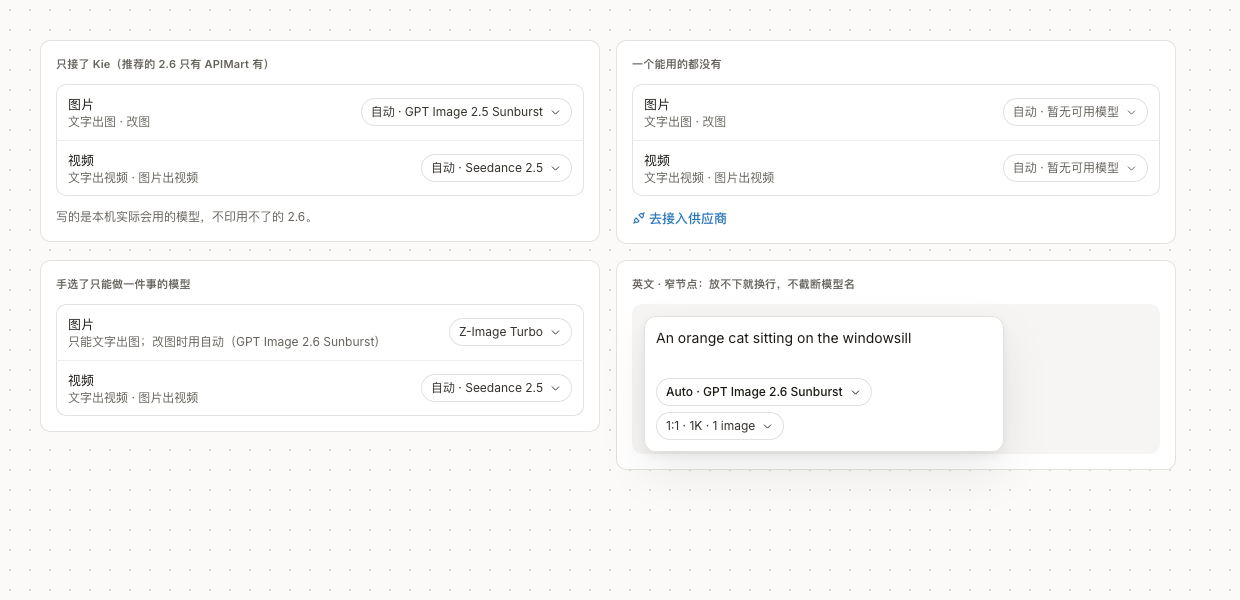 只接了 Kie（推荐的 2.6 只有 APIMart 有）
图片
文字出图 · 改图
自动 · GPT Image 2.5 Sunburst
视频
文字出视频 · 图片出视频
自动 · Seedance 2.5
写的是本机实际会用的模型，不印用不了的 2.6。
一个能用的都没有
图片
文字出图 · 改图
自动 · 暂无可用模型
视频
文字出视频 · 图片出视频
自动 · 暂无可用模型
去接入供应商
手选了只能做一件事的模型
图片
只能文字出图；改图时用自动（GPT Image 2.6 Sunburst）
Z-Image Turbo
视频
文字出视频 · 图片出视频
自动 · Seedance 2.5
英文 · 窄节点：放不下就换行，不截断模型名
An orange cat sitting on the windowsill
Auto · GPT Image 2.6 Sunburst
1:1 · 1K · 1 image